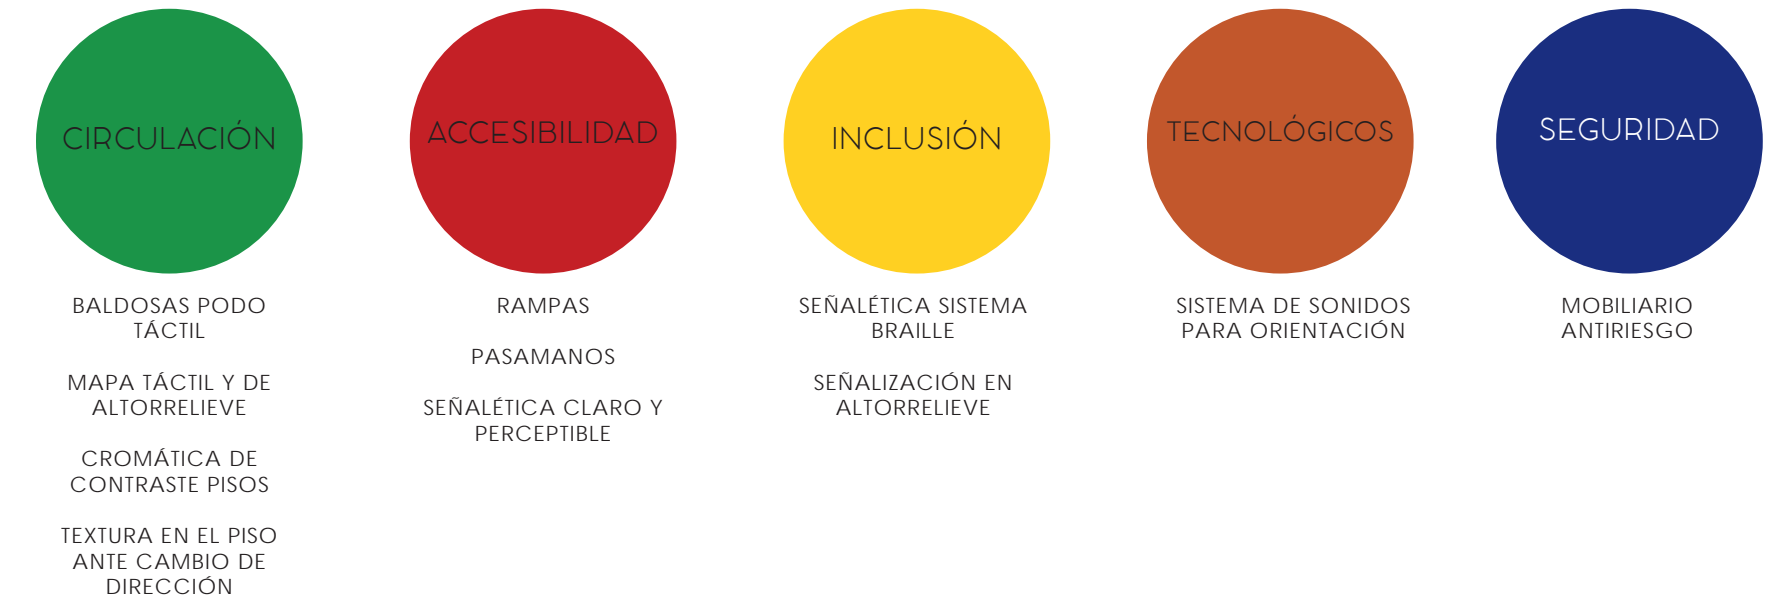 CIRCULACIÓN
BALDOSAS PODO
TÁCTIL
MAPA TÁCTIL Y DE
ALTORRELIEVE
CROMÁTICA DE
CONTRASTE PISOS
TEXTURA EN EL PISO
ANTE CAMBIO DE
DIRECCIÓN
ACCESIBILIDAD
RAMPAS
PASAMANOS
SEÑALÉTICA CLARO Y
PERCEPTIBLE
INCLUSIÓN
SEÑALÉTICA SISTEMA
BRAILLE
SEÑALIZACIÓN EN
ALTORRELIEVE
TECNOLÓGICOS
SISTEMA DE SONIDOS
PARA ORIENTACIÓN
SEGURIDAD
MOBILIARIO
ANTIRIESGO